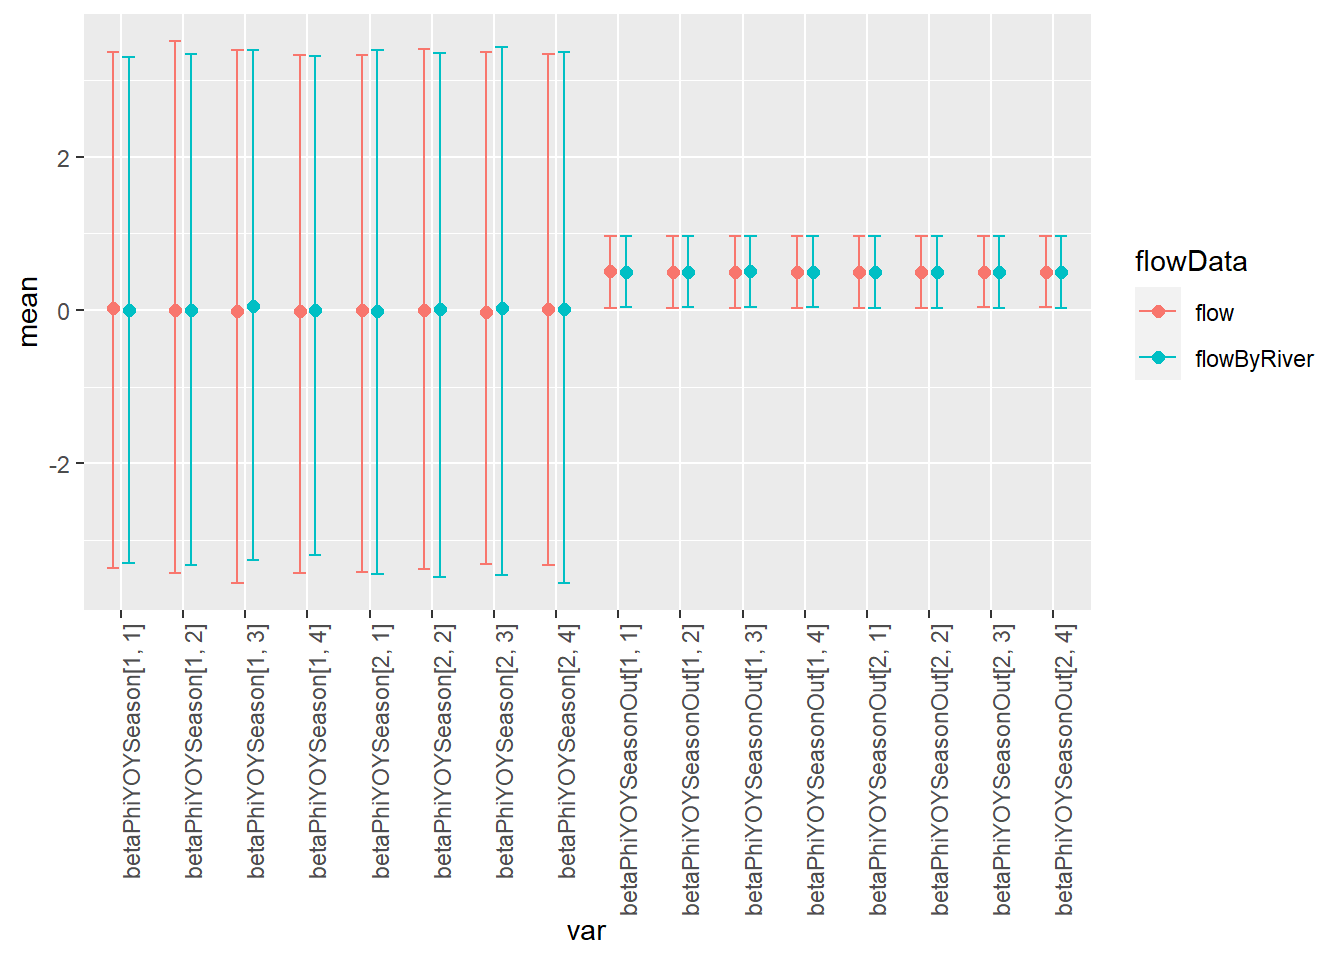 mean
2
0
-2
betaPhiYOYSeason[1, 1]
betaPhiYOYSeason[1, 2]
betaPhiYOYSeason[1, 3]
betaPhiYOYSeason[1, 4]
betaPhiYOYSeason[2, 1]
betaPhiYOYSeason[2, 2]
betaPhiYOYSeason[2, 3]
betaPhiYOYSeason[2, 4]
betaPhiYOYSeasonOut[1, 1]
betaPhiYOYSeasonOut[1, 2]
betaPhiYOYSeasonOut[1, 3]
betaPhiYOYSeasonOut[1, 4]
betaPhiYOYSeasonOut[2, 1]
betaPhiYOYSeasonOut[2, 2]
betaPhiYOYSeasonOut[2, 3]
betaPhiYOYSeasonOut[2, 4]
var
flowData
flow
flowByRiver